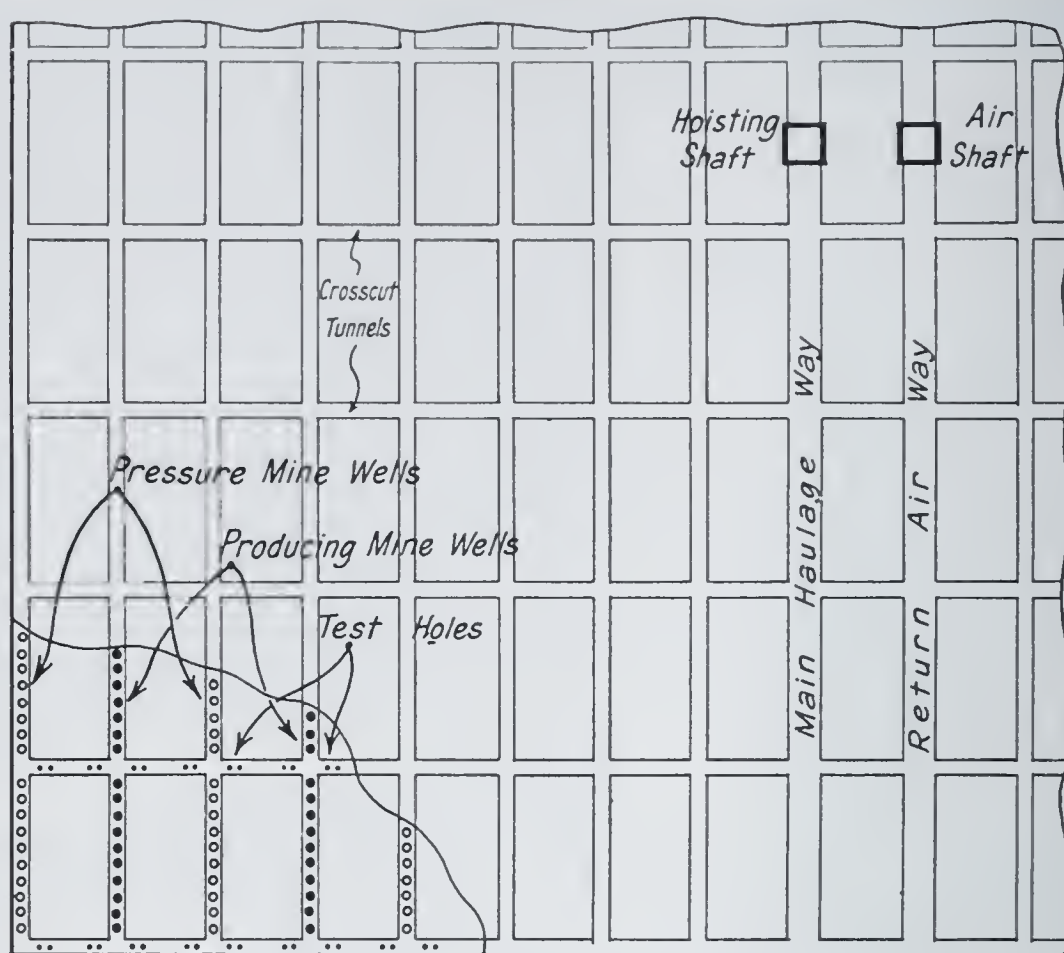 Hoisting
Shaft
Air
Shaft
Crosscut
Tunnels
Pressure Mine Wells
Producing Mine Wells
Test Holes
Main Haulage Way
Return Air Way